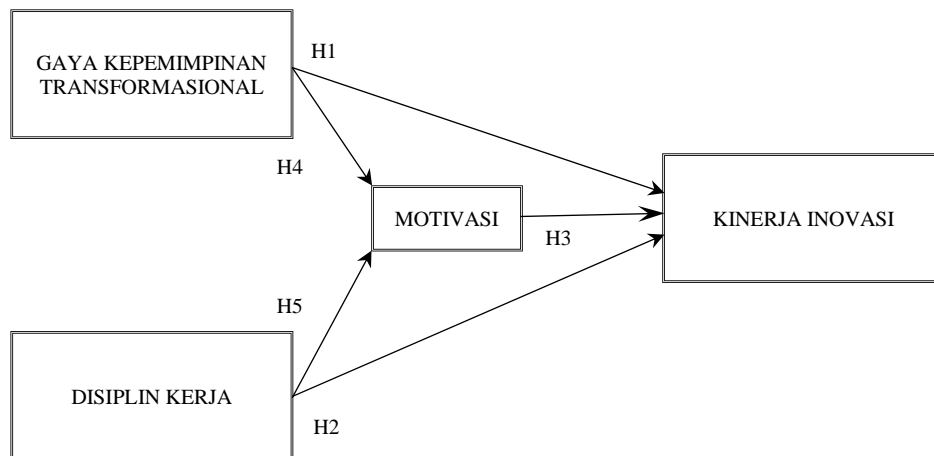 GAYA KEPEMIMPINAN
TRANSFORMASIONAL
H1
H4
MOTIVASI
H3
KINERJA INOVASI
H5
DISIPLIN KERJA
H2